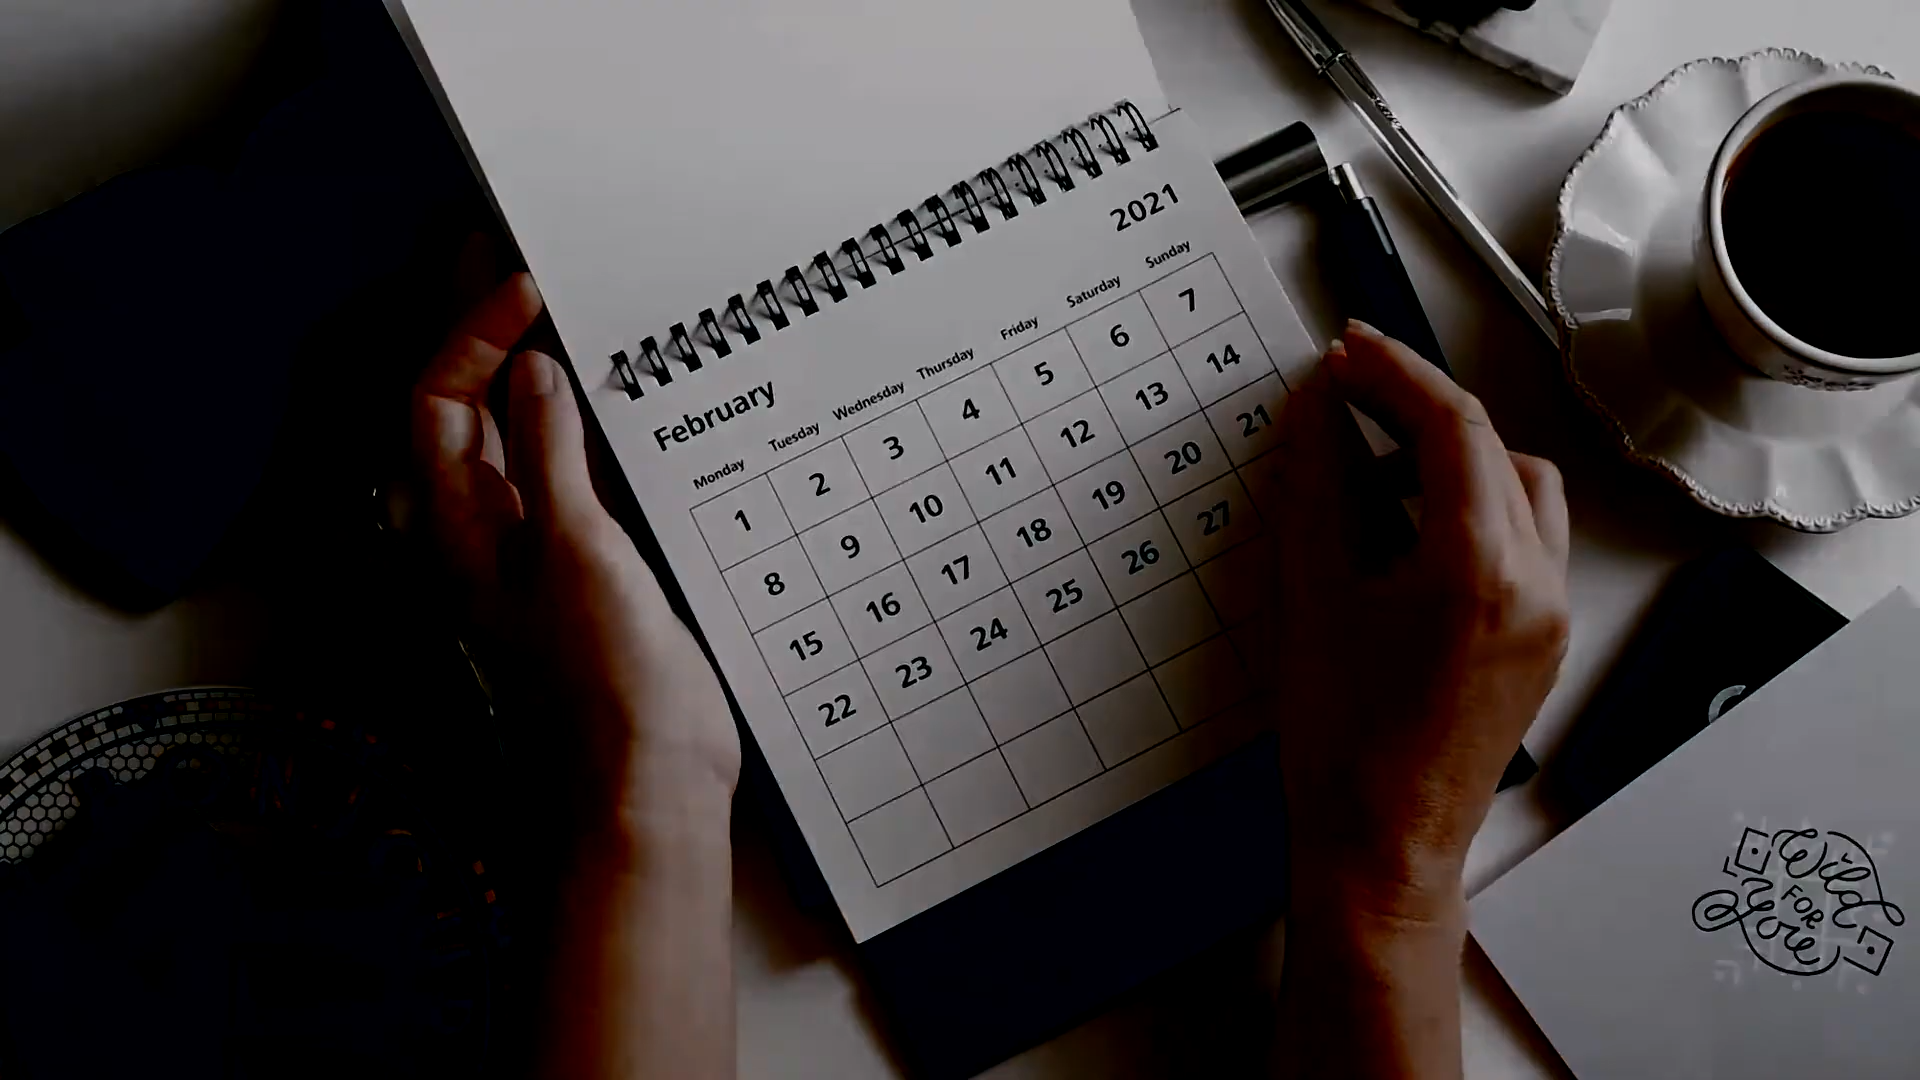 2021
February
Monday Tuesday Wednesday Thursday Friday Saturday Sunday
1 2 3 4 5 6 7
8 9 10 11 12 13 14
15 16 17 18 19 20 21
22 23 24 25 26 27
Wild
FOR